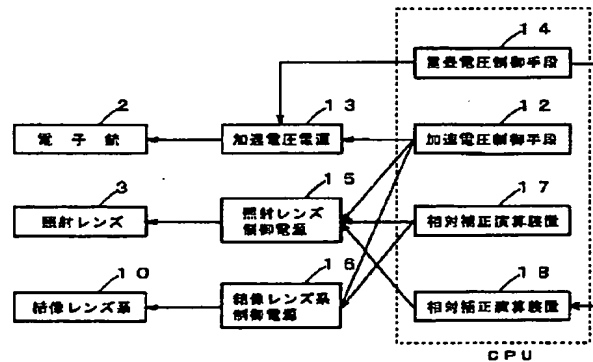 14
重畳電圧制御手段
2
13
12
電子銃
加速電圧電源
加速電圧制御手段
3
15
17
照射レンズ
照射レンズ
制御電源
相対補正演算装置
10
16
18
結像レンズ系
結像レンズ系
制御電源
相対補正演算装置
CPU